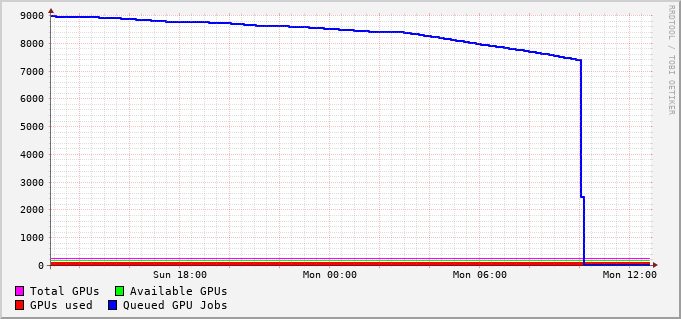 9000
8000
7000
6000
5000
4000
3000
2000
1000
0
Sun 18:00 Mon 00:00 Mon 06:00 Mon 12:00
Total GPUs Available GPUs
GPUs used Queued GPU Jobs
RRDTOOL / TOBI OETIKER